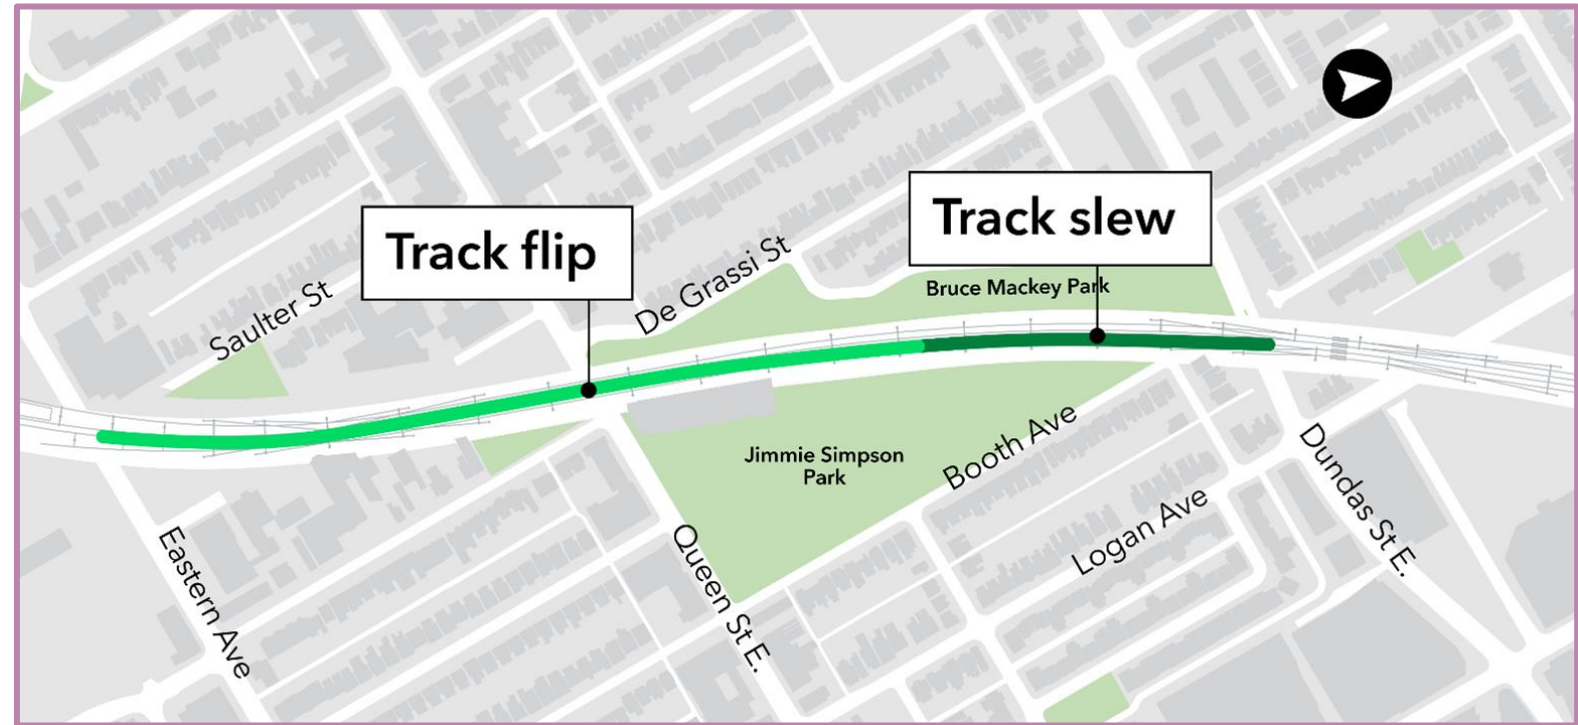 Track slew
Track flip
De Grassi St
Bruce Mackey Park
Saulter St
Jimmie Simpson
Park
Booth Ave
Logan Ave
Dundas St E.
Queen St E.
Eastern Ave